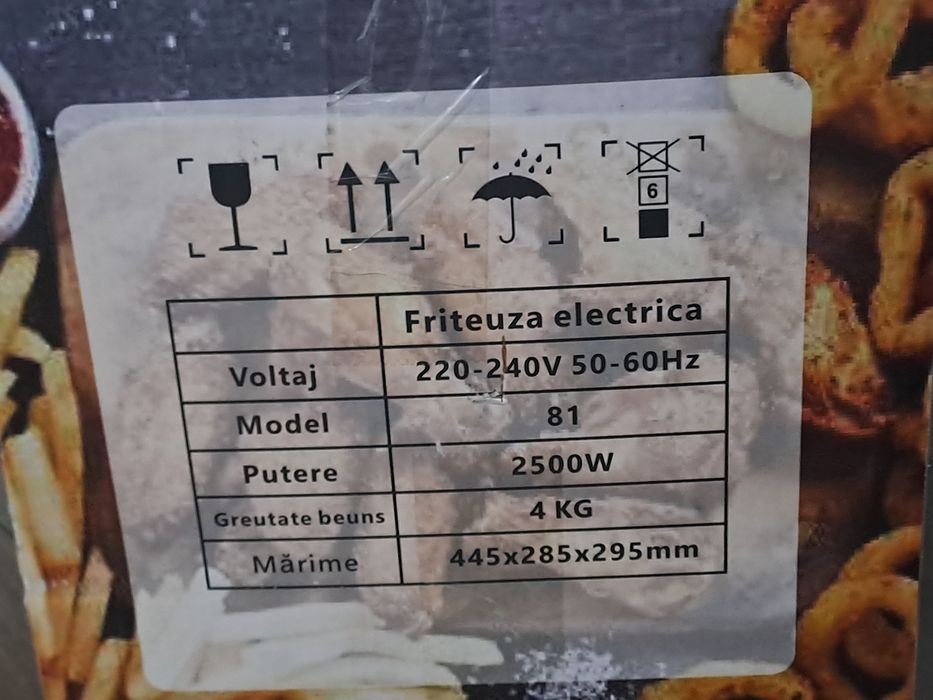 6
Friteuza electrica
Voltaj 220-240V 50-60Hz
Model 81
Putere 2500W
Greutate beuns 4 KG
Mărime 445x285x295mm